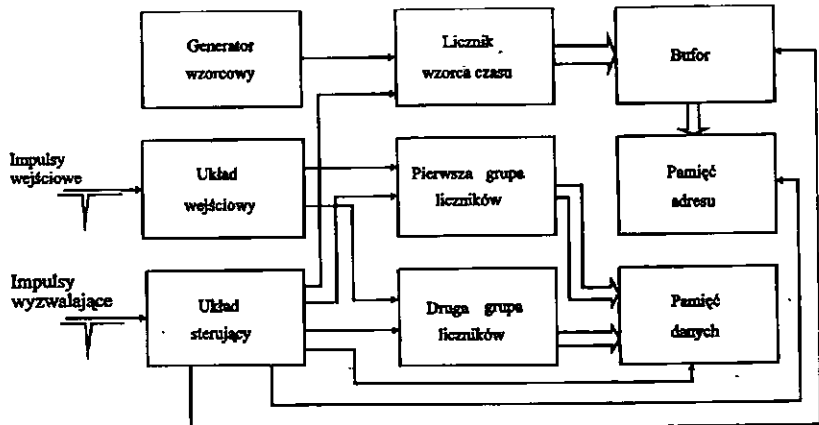 Generator
wzorcowy
Licznik
wzorca czasu
Bufor
Impulsy
wejściowe
Układ
wejściowy
Pierwsza grupa
liczników
Pamięć
adresu
Impulsy
wyzwalające
Układ
sterujący
Druga grupa
liczników
Pamięć
danych